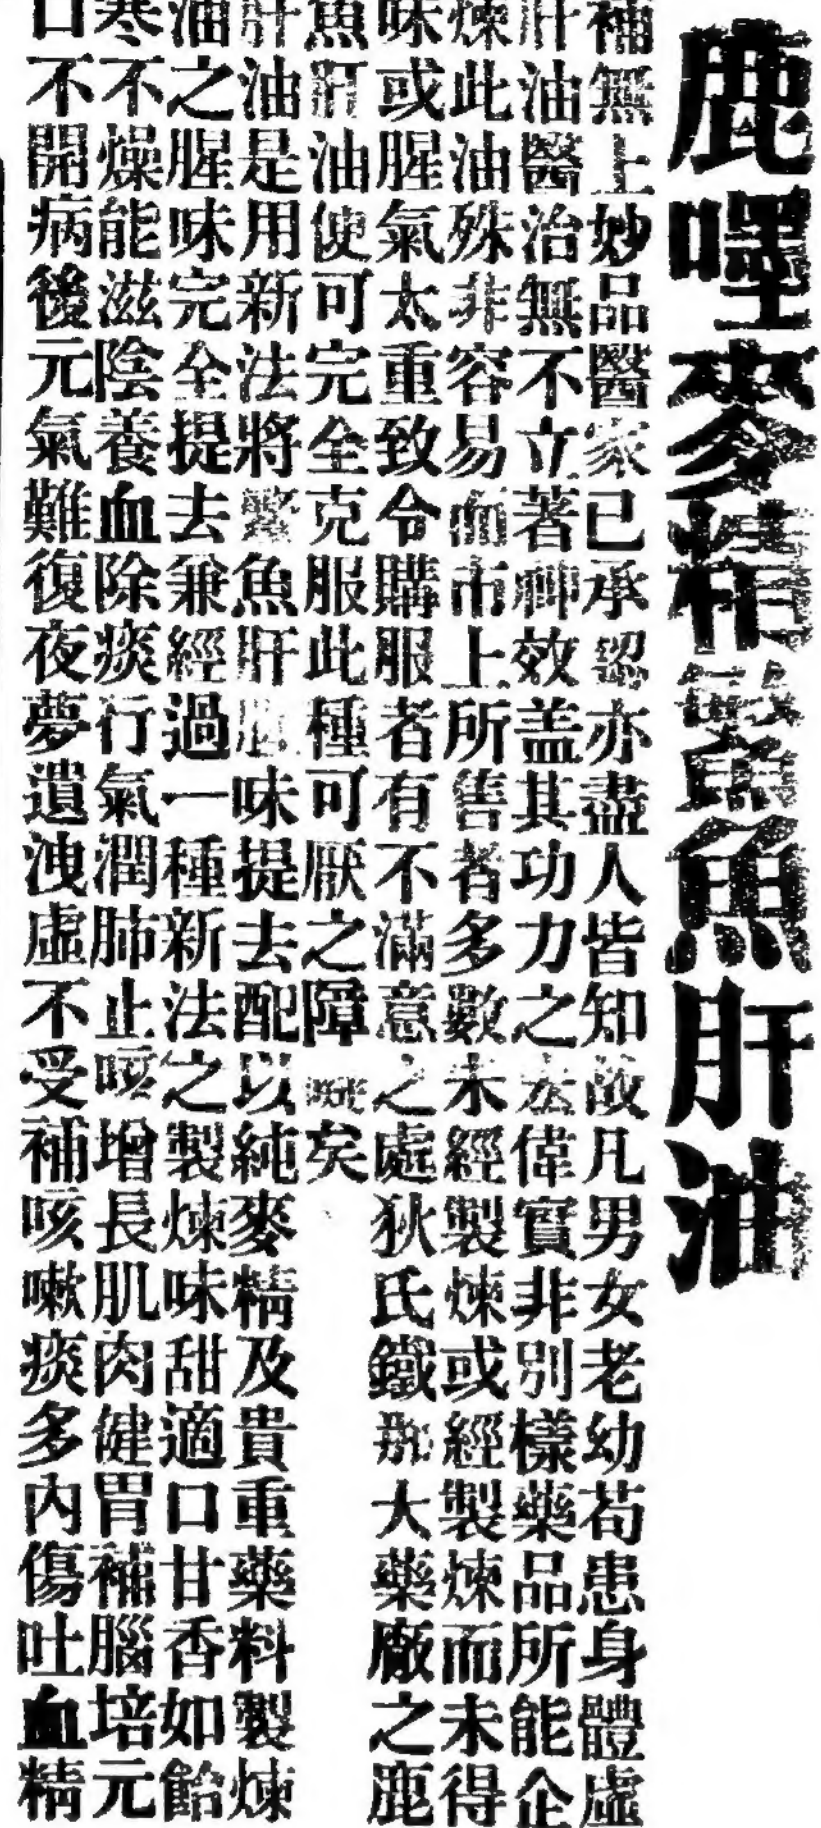 鹿嘜麥精鱉魚魚肝油
補無上妙品醫家已承認亦盡人皆知故凡男女老幼苟患身體虛
肝油醫治無不立著神效盖其功力之宏偉實非別樣藥品所能企
煉此油殊非容易而市上所售者多數未經製煉或經製煉而未得
味或腥氣太重致令購服者有不滿意之處狄氏鐵那大藥廠之鹿
魚肝油使可完全克服此種可厭之障礙矣
肝油是用新法將鱉魚肝腥味提去配以純麥精及貴重藥料製煉
油之腥味完全提去兼經過一種新法之製煉味甜適口甘香如飴
寒不燥能滋陰養血除痰行氣潤肺止咳增長肌肉健胃補腦培元
口不開病後元氣難復夜夢遺洩虛不受補咳嗽痰多內傷吐血精